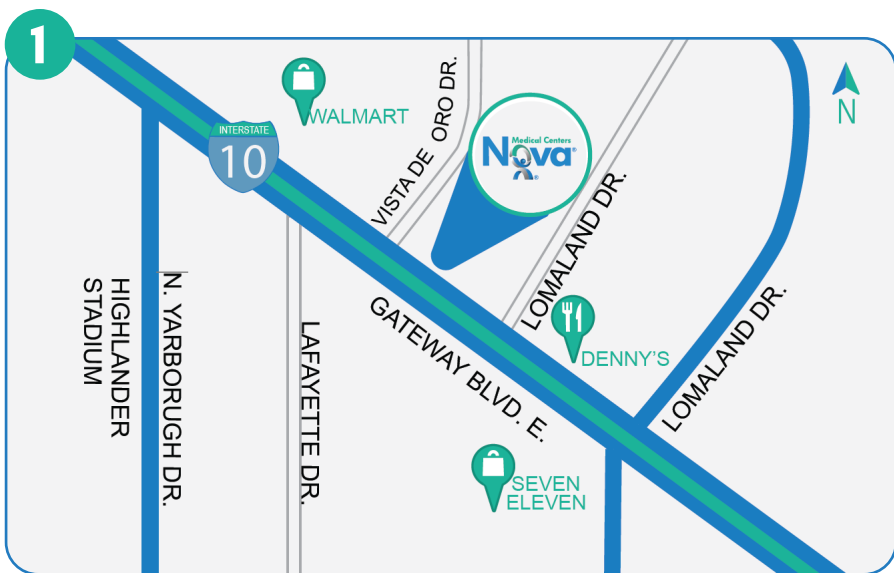 1
WALMART
VISTA DE ORO DR.
Medical Centers
Nova®
®
N
INTERSTATE
10
LOMALAND DR.
HIGHLANDER
STADIUM
N. YARBORUGH DR.
LAFAYETTE DR.
GATEWAY BLVD. E.
DENNY'S
LOMALAND DR.
SEVEN
ELEVEN